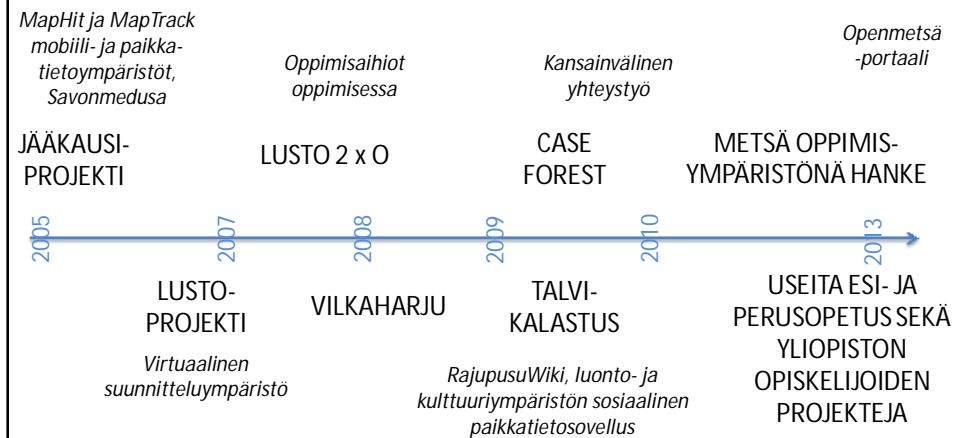 MapHit ja MapTrack
mobiili- ja paikka-
tietoympäristöt,
Savonmedusa
Oppimisaihiot
oppimisessa
Kansainvälinen
yhteystyö
Openmetsä
-portaali
JÄÄKAUSI-
PROJEKTI
LUSTO 2 x O
CASE
FOREST
METSÄ OPPIMIS-
YMPÄRISTÖNÄ HANKE
2005
2007
2008
2009
2010
2013
LUSTO-
PROJEKTI
Virtuaalinen
suunnitteluympäristö
VILKAHARJU
TALVI-
KALASTUS
RajupusuWiki, luonto- ja
kulttuuriympäristön sosiaalinen
paikkatietosovellus
USEITA ESI- JA
PERUSOPETUS SEKÄ
YLIOPISTON
OPISKELIJOIDEN
PROJEKTEJA